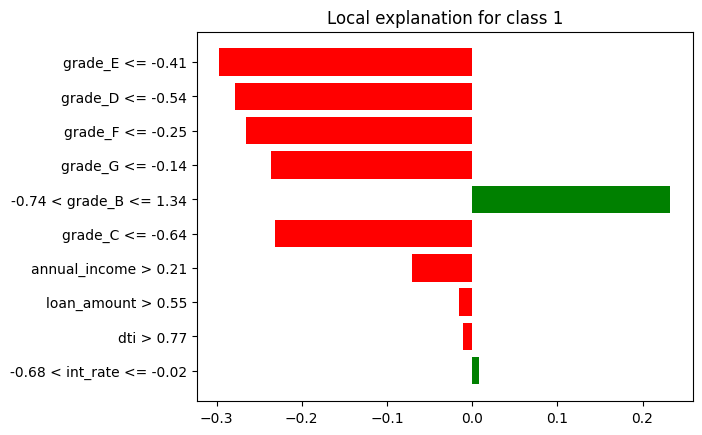 Local explanation for class 1
grade_E <= -0.41
grade_D <= -0.54
grade_F <= -0.25
grade_G <= -0.14
-0.74 < grade_B <= 1.34
grade_C <= -0.64
annual_income > 0.21
loan_amount > 0.55
dti > 0.77
-0.68 < int_rate <= -0.02
−0.3 −0.2 −0.1 0.0 0.1 0.2